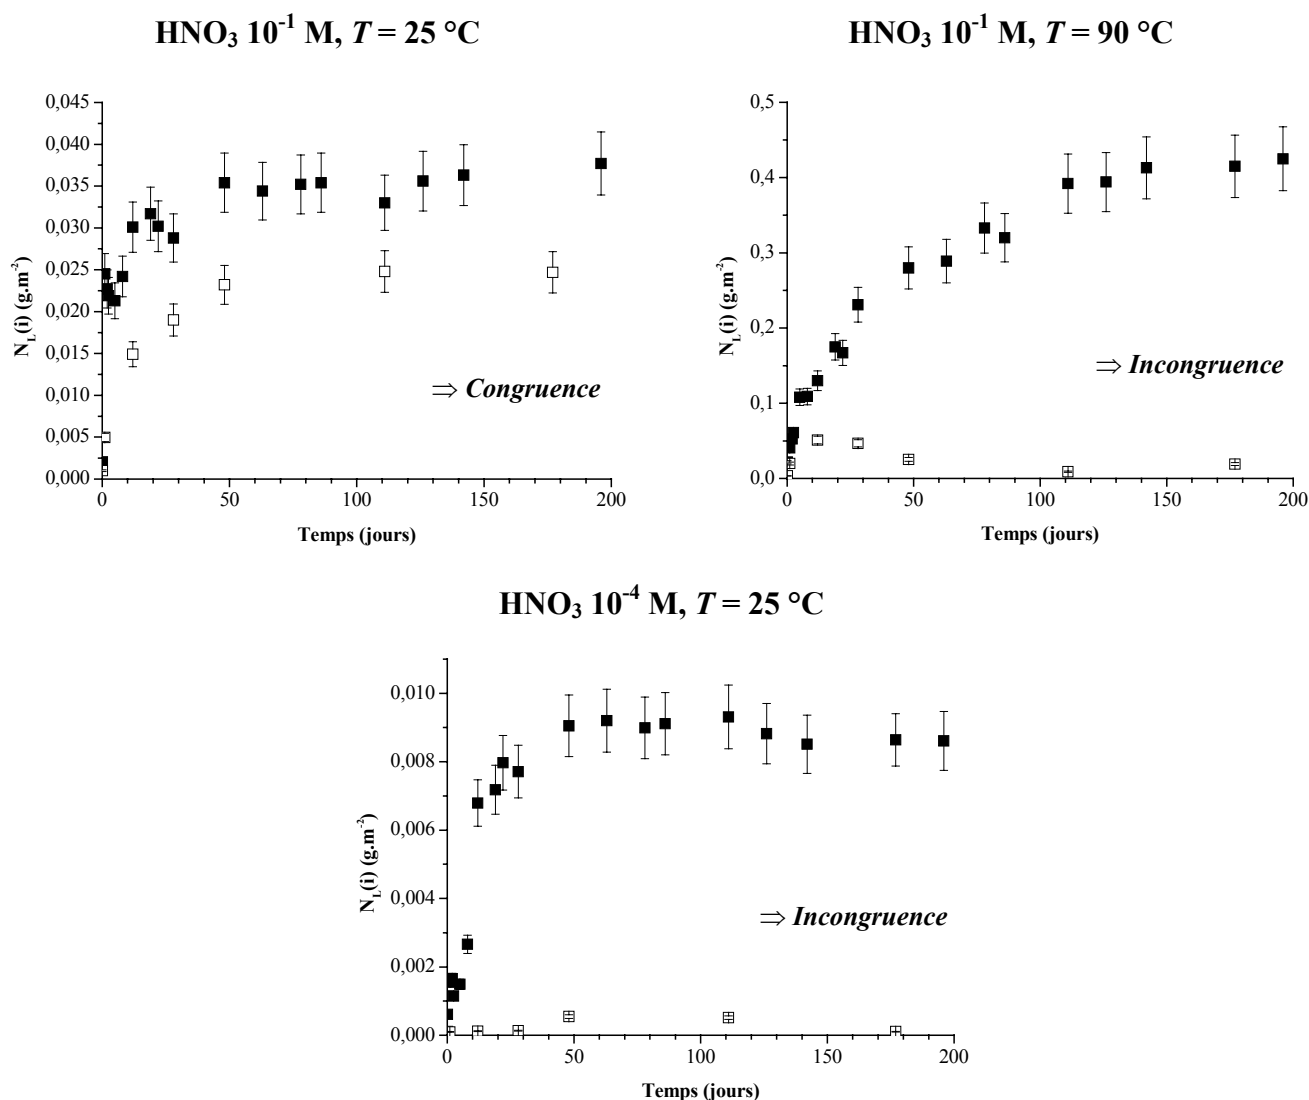 HNO₃ 10⁻¹ M, T = 25 °C
HNO₃ 10⁻¹ M, T = 90 °C
N_L(i) (g.m⁻²)
0,045
0,040
0,035
0,030
0,025
0,020
0,015
0,010
0,005
0,000
⇒ Congruence
0 50 100 150 200
Temps (jours)
N_L(i) (g.m⁻²)
0,5
0,4
0,3
0,2
0,1
0,0
⇒ Incongruence
0 50 100 150 200
Temps (jours)
HNO₃ 10⁻⁴ M, T = 25 °C
N_L(i) (g.m⁻²)
0,010
0,008
0,006
0,004
0,002
0,000
⇒ Incongruence
0 50 100 150 200
Temps (jours)